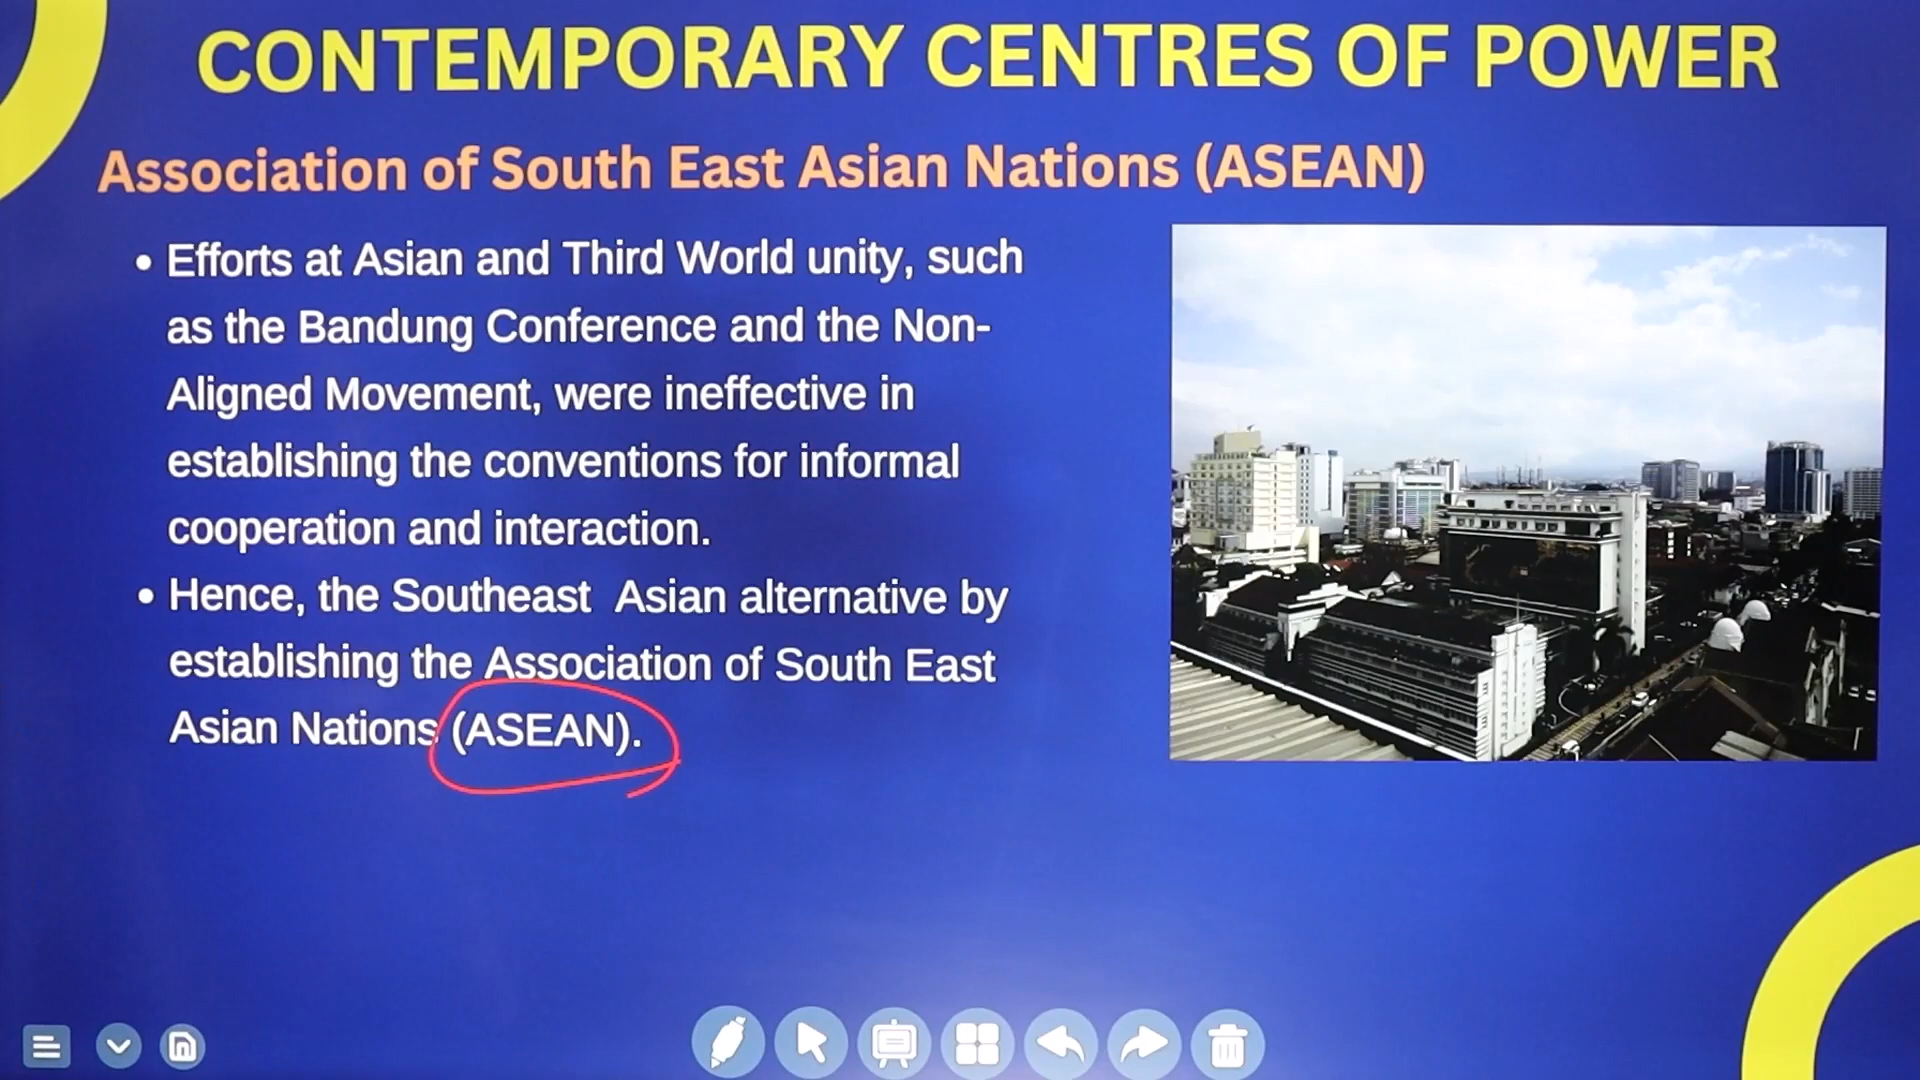 CONTEMPORARY CENTRES OF POWER
Association of South East Asian Nations (ASEAN)
• Efforts at Asian and Third World unity, such
as the Bandung Conference and the Non-
Aligned Movement, were ineffective in
establishing the conventions for informal
cooperation and interaction.
• Hence, the Southeast Asian alternative by
establishing the Association of South East
Asian Nations (ASEAN).